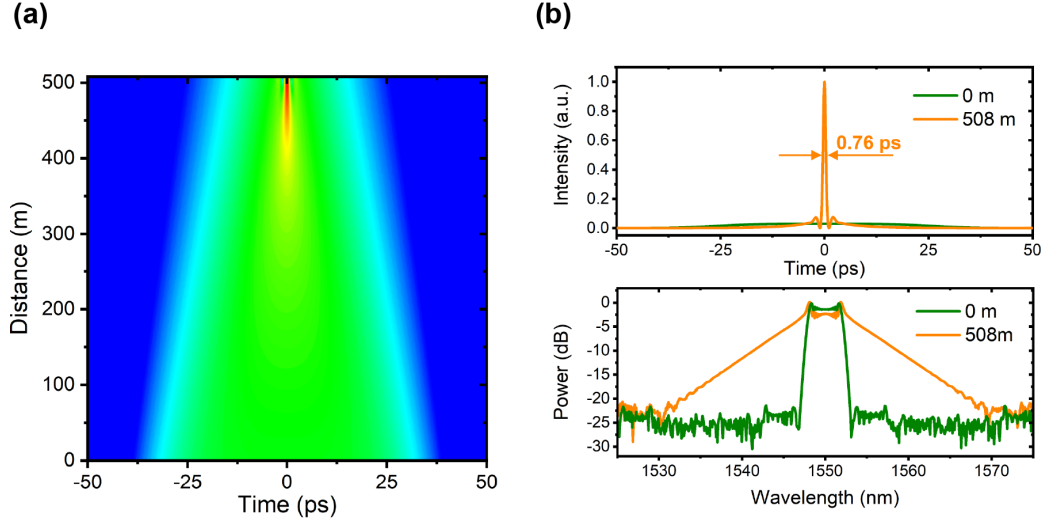 (a)
(b)
500
400
300
200
100
0
Distance (m)
-50
-25
0
25
50
Time (ps)
1.0
0.8
0.6
0.4
0.2
0.0
Intensity (a.u.)
0 m
508 m
0.76 ps
-50
-25
0
25
50
Time (ps)
0
-5
-10
-15
-20
-25
-30
Power (dB)
0 m
508m
1530
1540
1550
1560
1570
Wavelength (nm)